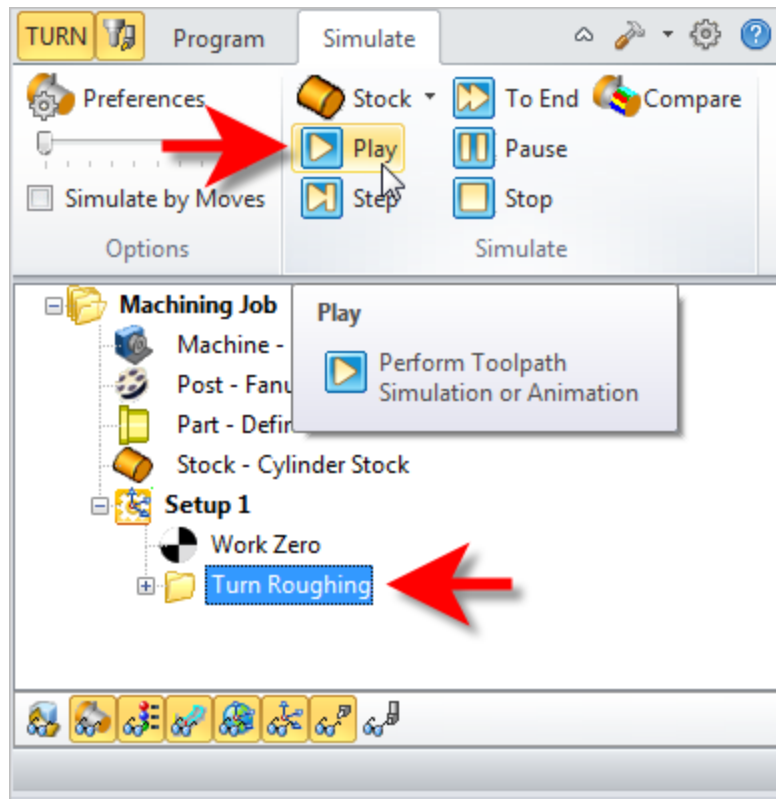 TURN Program Simulate
Preferences Stock To End Compare
Play Pause
Simulate by Moves Step Stop
Options Simulate
Machining Job
Play
Machine -
Perform Toolpath
Simulation or Animation
Post - Fanu
Part - Defin
Stock - Cylinder Stock
Setup 1
Work Zero
Turn Roughing